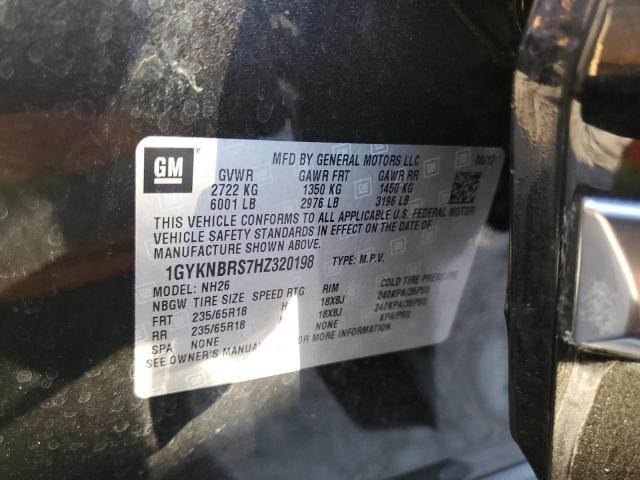 GM
MFD BY GENERAL MOTORS LLC 06/17
GVWR GAWR FRT GAWR RR
2722 KG 1350 KG 1450 KG
6001 LB 2976 LB 3196 LB
THIS VEHICLE CONFORMS TO ALL APPLICABLE U.S. FEDERAL MOTOR
VEHICLE SAFETY STANDARDS IN EFFECT ON THE DATE OF
MANUFACTURE SHOWN ABOVE.
1GYKNBRS7HZ320198 TYPE: M.P.V.
MODEL: NH26
NBGW TIRE SIZE SPEED RTG RIM COLD TIRE PRESSURE
FRT 235/65R18 H 18X8J 240KPA(35PSI)
RR 235/65R18 H 18X8J 240KPA(35PSI)
SPA NONE NONE KPA(PSI)
SEE OWNER'S MANUAL FOR MORE INFORMATION.